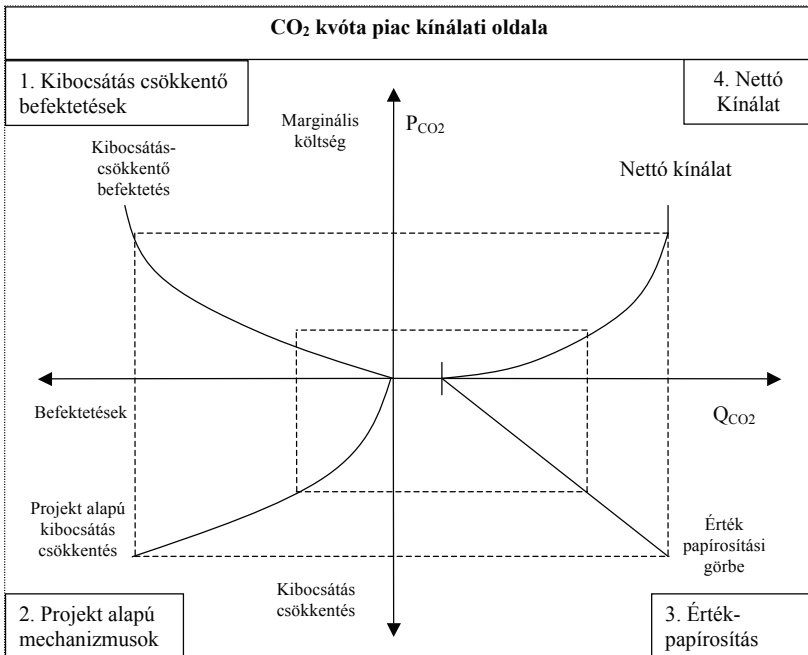 CO₂ kvóta piac kínálati oldala
1. Kibocsátás csökkentő
befektetések
4. Nettó
Kínálat
Marginális
költség
P_CO2
Kibocsátás-
csökkentő
befektetés
Nettó kínálat
Befektetések
Q_CO2
Projekt alapú
kibocsátás
csökkentés
Érték
papírosítási
görbe
Kibocsátás
csökkentés
2. Projekt alapú
mechanizmusok
3. Érték-
papírosítás